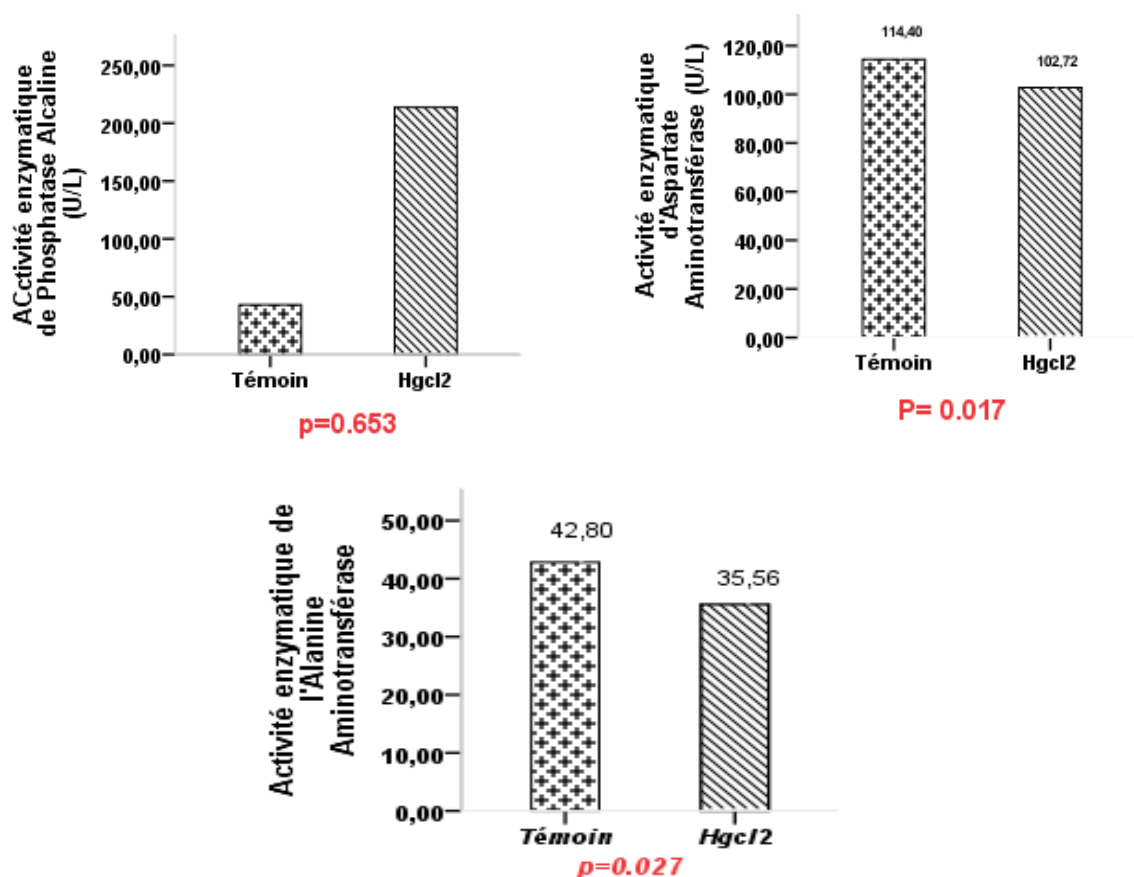 ACctivité enzymatique
de Phosphatase Alcaline
(U/L)
250,00
200,00
150,00
100,00
50,00
0,00
Témoin
Hgcl2
p=0.653
Activité enzymatique
d'Aspartate
Aminotransférase (U/L)
120,00
100,00
80,00
60,00
40,00
20,00
0,00
114,40
102,72
Témoin
Hgcl2
P= 0.017
Activité enzymatique de
l'Alanine
Aminotransférase
50,00
40,00
30,00
20,00
10,00
0,00
42,80
35,56
Témoin
Hgcl2
p=0.027